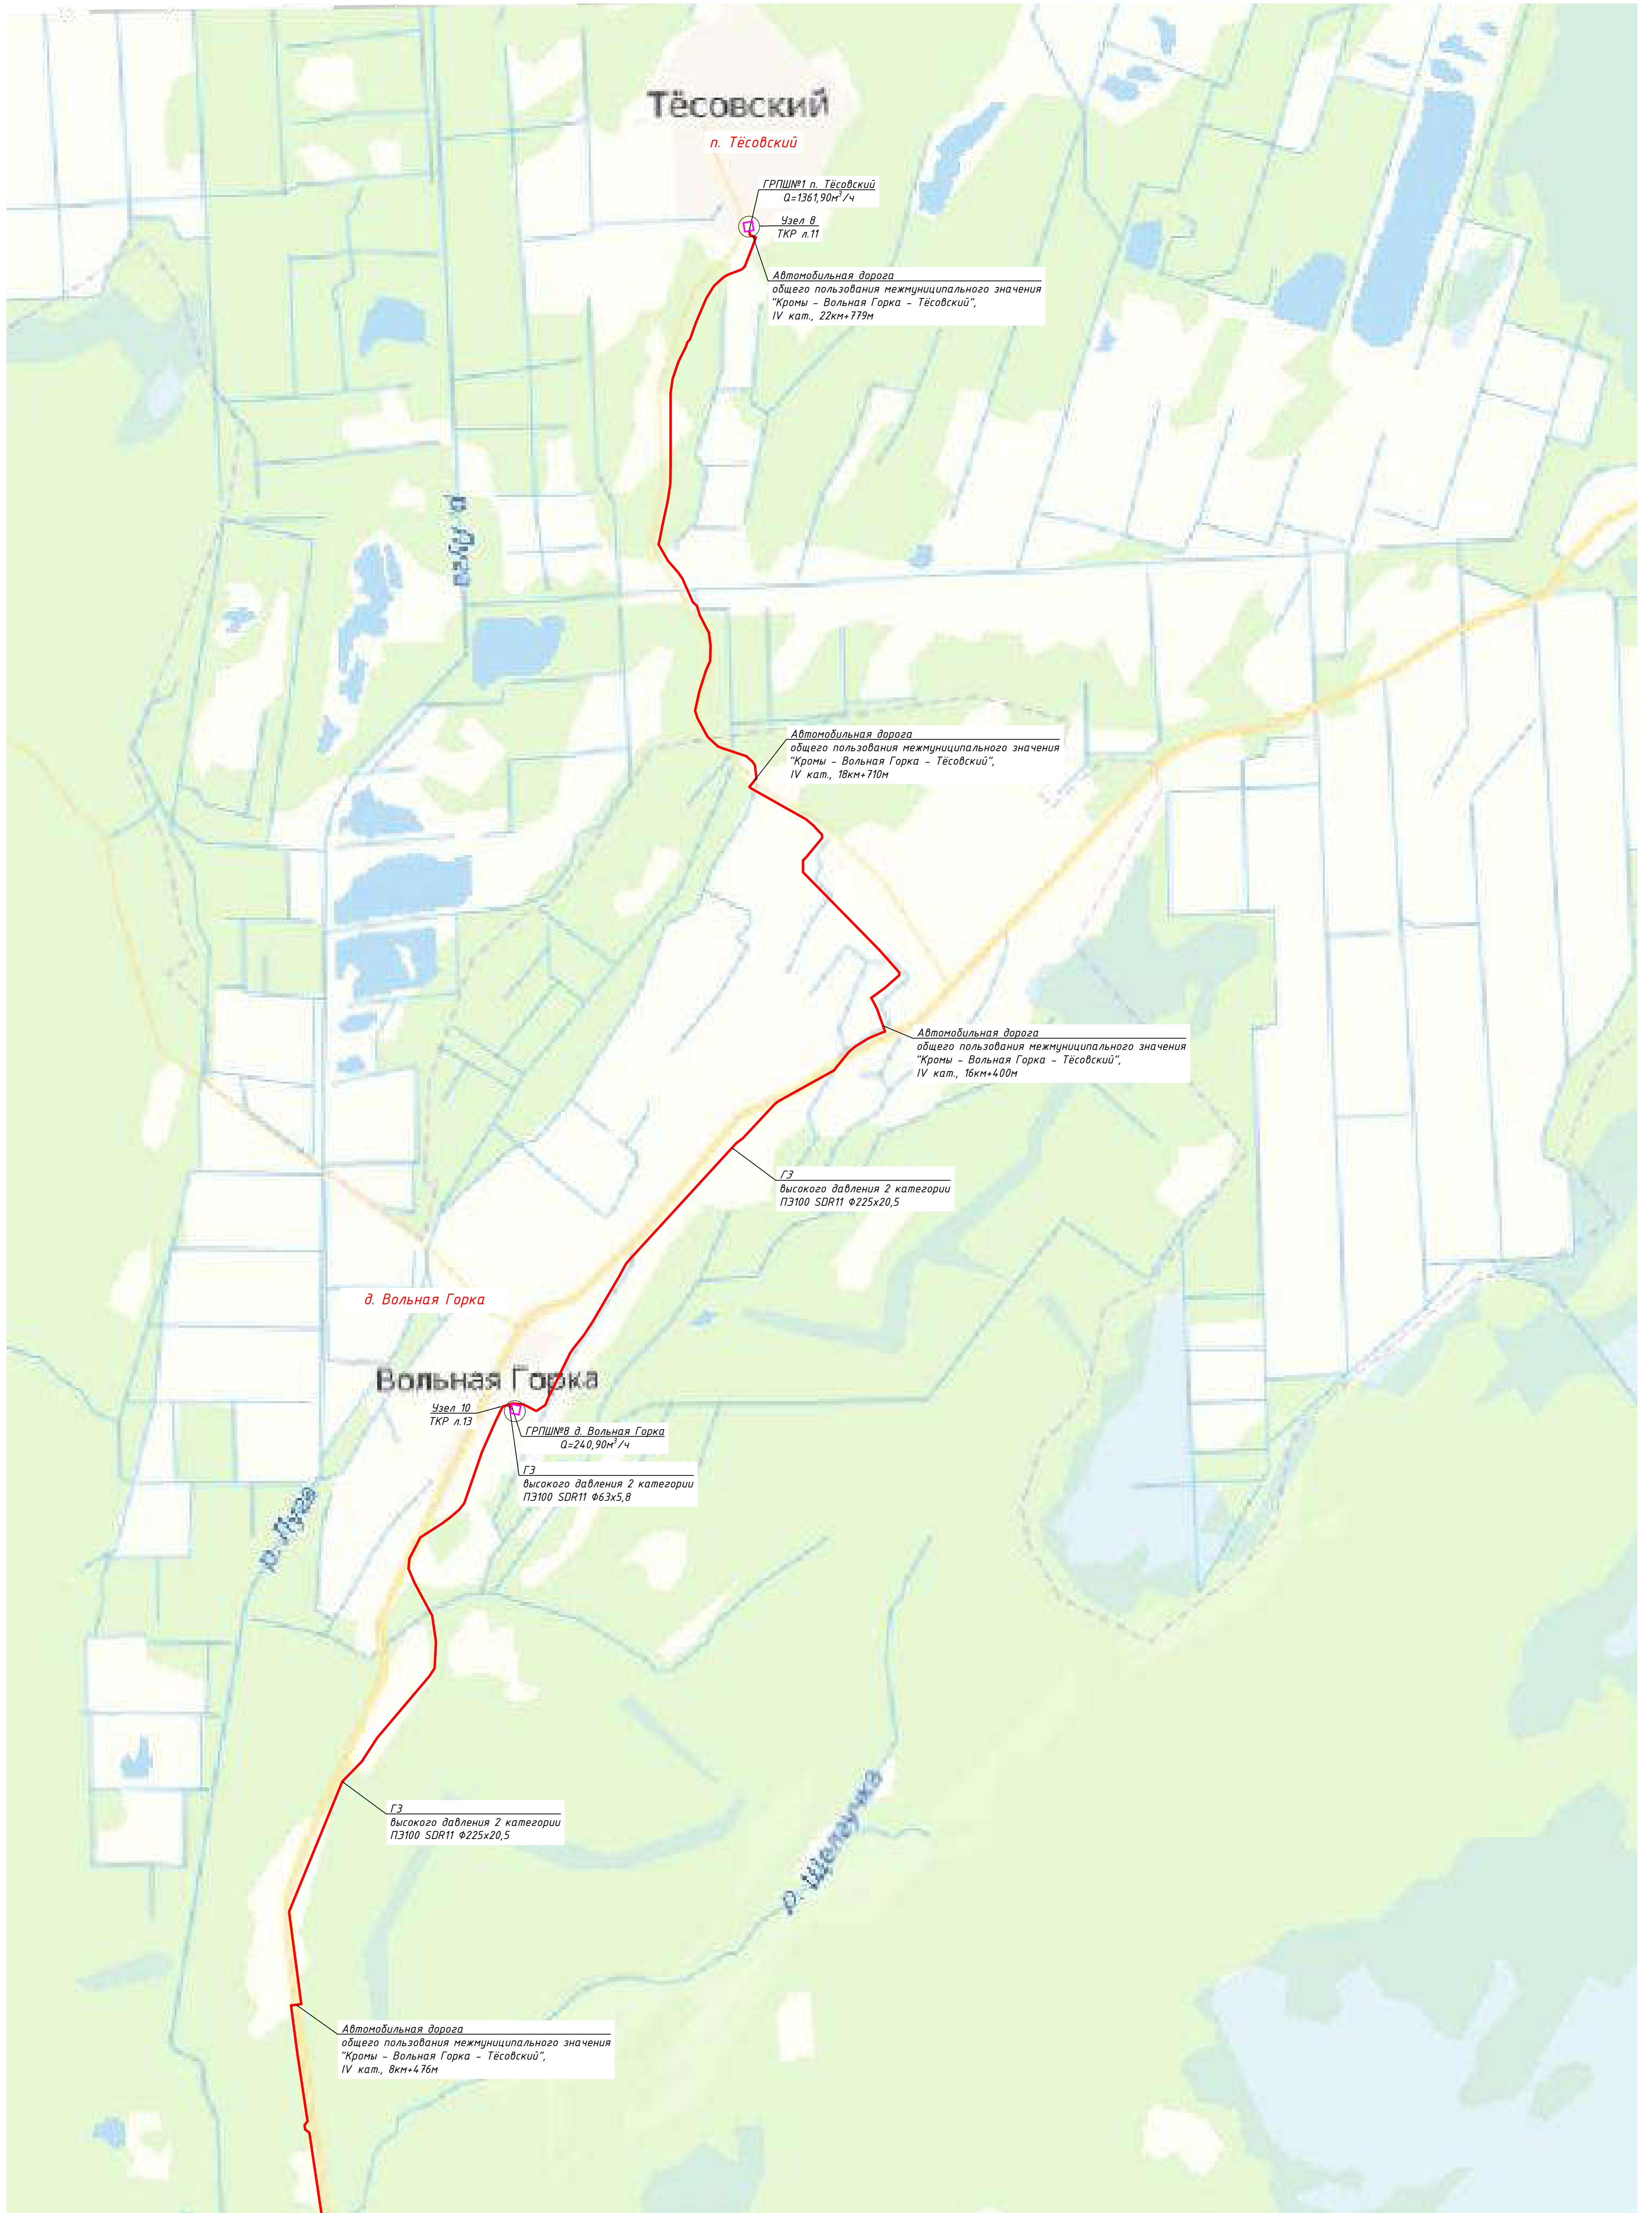 Тёсовский
п. Тёсовский
ГРПШ№1 п. Тёсовский
Q=1361,90м³/ч
Узел 8
ТКР л.11
Автомобильная дорога
общего пользования межмуниципального значения
"Кромы - Вольная Горка - Тёсовский",
IV кат., 22км+779м
р. Луга
Автомобильная дорога
общего пользования межмуниципального значения
"Кромы - Вольная Горка - Тёсовский",
IV кат., 18км+710м
Автомобильная дорога
общего пользования межмуниципального значения
"Кромы - Вольная Горка - Тёсовский",
IV кат., 16км+400м
Г3
высокого давления 2 категории
ПЭ100 SDR11 Ф225х20,5
д. Вольная Горка
Вольная Горка
Узел 10
ТКР л.13
ГРПШ№8 д. Вольная Горка
Q=240,90м³/ч
Г3
высокого давления 2 категории
ПЭ100 SDR11 Ф63х5,8
р. Луга
Г3
высокого давления 2 категории
ПЭ100 SDR11 Ф225х20,5
р. Щелгучка
Автомобильная дорога
общего пользования межмуниципального значения
"Кромы - Вольная Горка - Тёсовский",
IV кат., 8км+476м